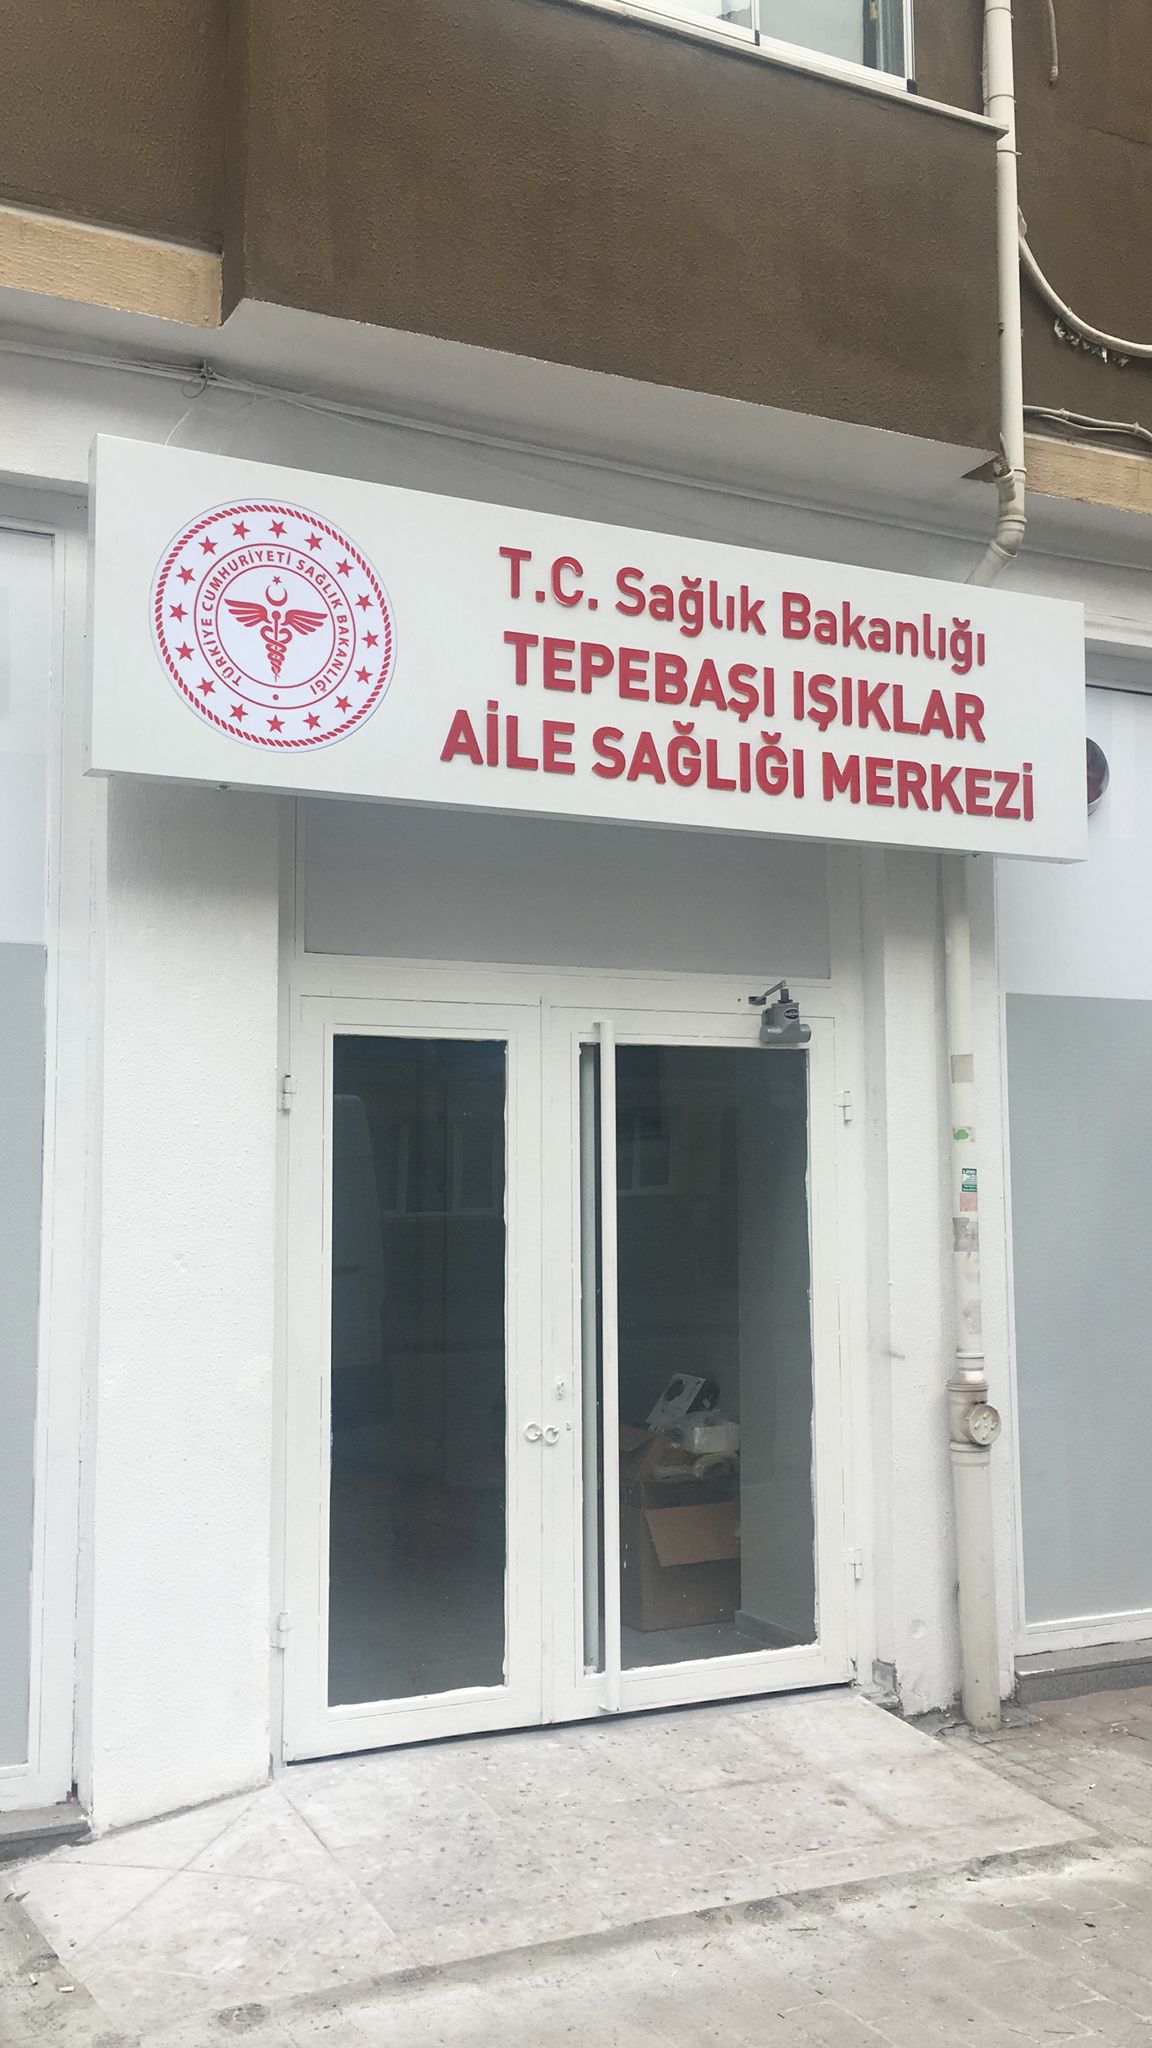 TÜRKİYE CUMHURİYETİ SAĞLIK BAKANLIĞI
T.C. Sağlık Bakanlığı
TEPEBAŞI IŞIKLAR
AİLE SAĞLIĞI MERKEZİ